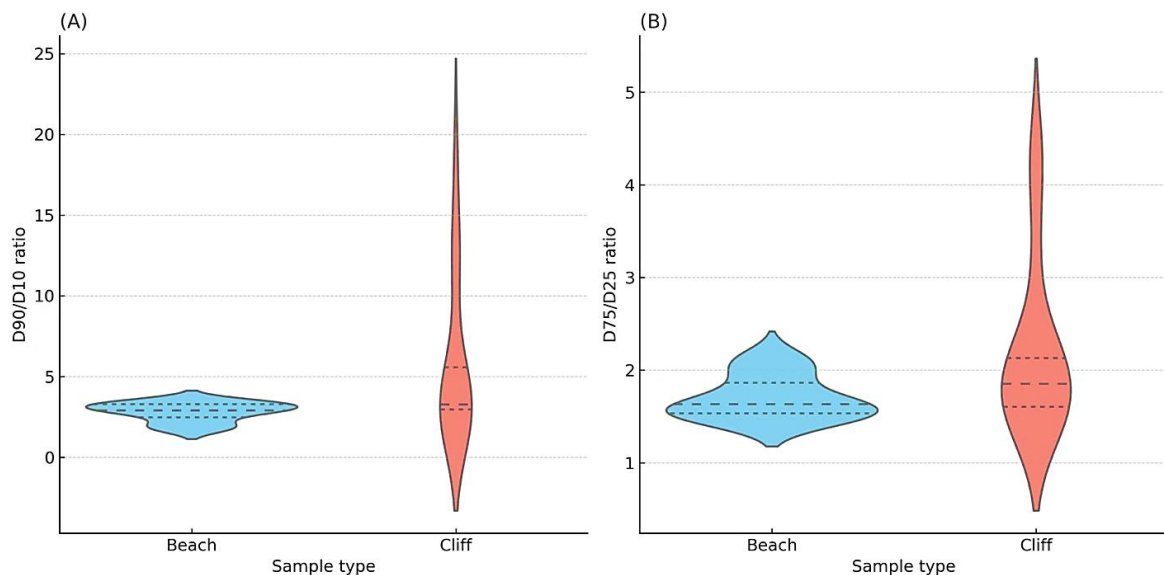 (A)
25
20
15
10
5
0
D90/D10 ratio
Beach
Cliff
Sample type
(B)
5
4
3
2
1
D75/D25 ratio
Beach
Cliff
Sample type